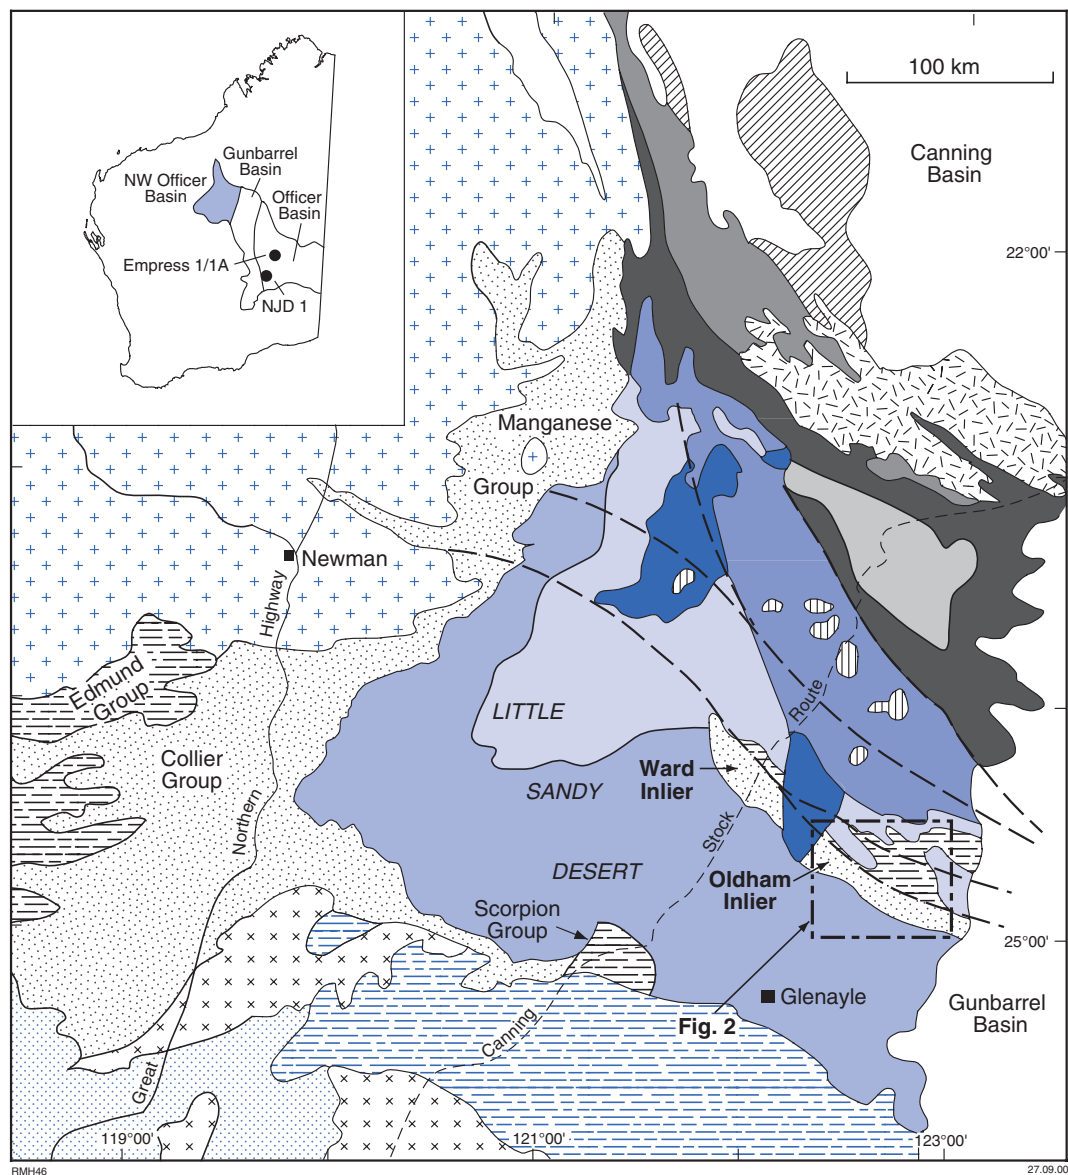 100 km
Canning
Basin
Gunbarrel
Basin
NW Officer
Basin
Officer
Basin
Empress 1/1A
NJD 1
22°00'
Manganese
Group
Newman
Highway
Edmund
Group
Collier
Group
LITTLE
Route
Ward
Inlier
SANDY
Northern
Stock
DESERT
Oldham
Inlier
Scorpion
Group
25°00'
Glenayle
Gunbarrel
Basin
Fig. 2
Canning
Great
119°00'
121°00'
123°00'
RMH46
27.09.00